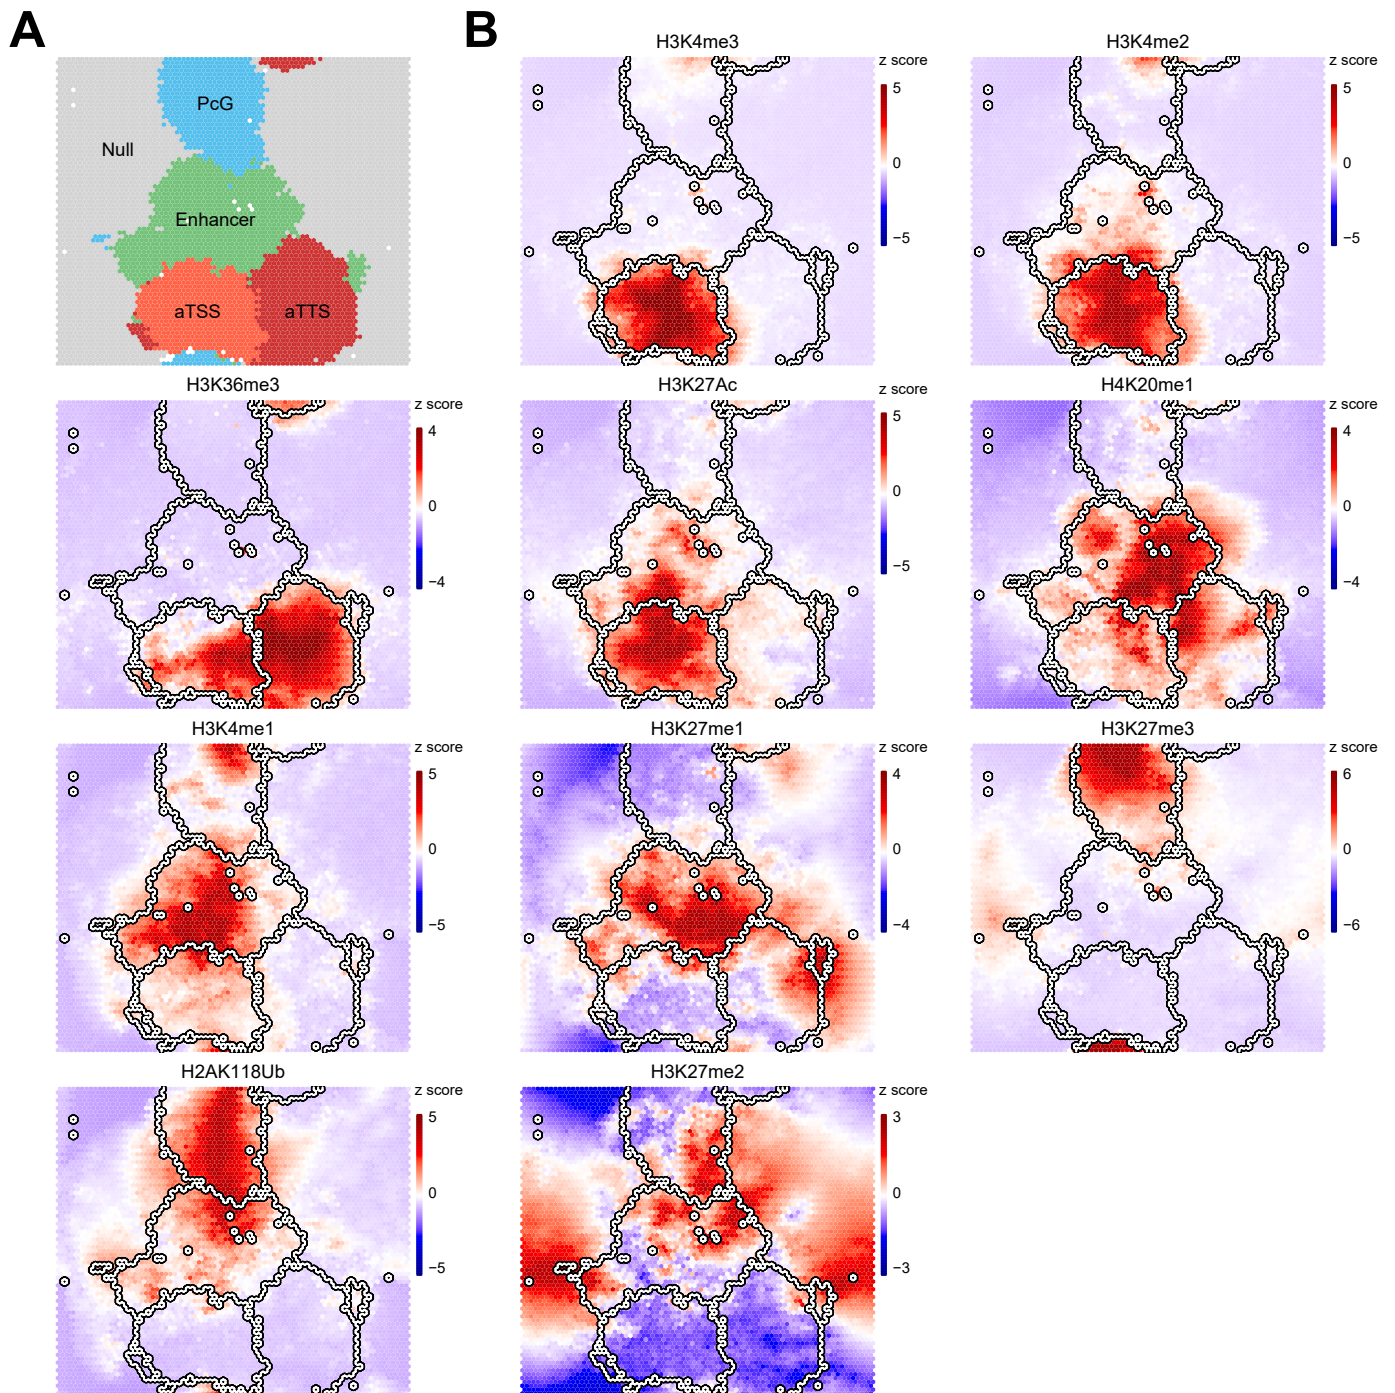 A
PcG
Null
Enhancer
aTSS
aTTS
B
H3K4me3
z score
5
0
−5
H3K4me2
z score
5
0
−5
H3K36me3
z score
4
0
−4
H3K27Ac
z score
5
0
−5
H4K20me1
z score
4
0
−4
H3K4me1
z score
5
0
−5
H3K27me1
z score
4
0
−4
H3K27me3
z score
6
0
−6
H2AK118Ub
z score
5
0
−5
H3K27me2
z score
3
0
−3